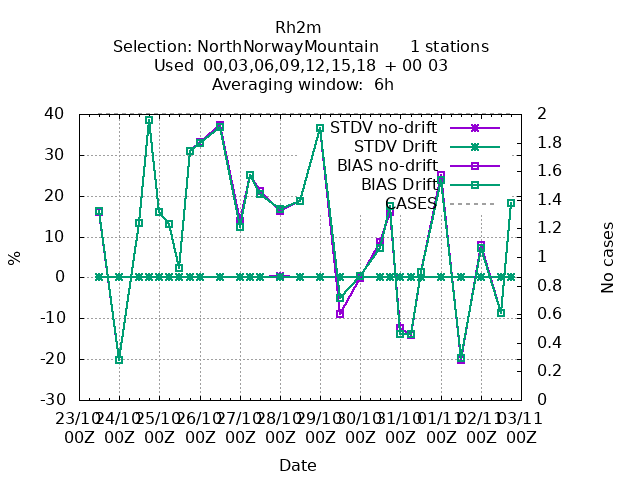 Rh2m
Selection: NorthNorwayMountain 1 stations
Used 00,03,06,09,12,15,18 + 00 03
Averaging window: 6h
STDV no-drift
STDV Drift
BIAS no-drift
BIAS Drift
CASES
40
30
20
10
0
-10
-20
-30
%
2
1.8
1.6
1.4
1.2
1
0.8
0.6
0.4
0.2
0
No cases
23/10 24/10 25/10 26/10 27/10 28/10 29/10 30/10 31/10 01/11 02/11 03/11
00Z 00Z 00Z 00Z 00Z 00Z 00Z 00Z 00Z 00Z 00Z 00Z
Date